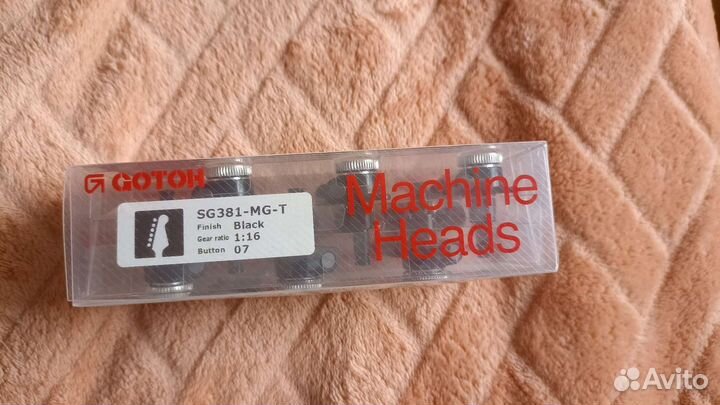 GOTOH
SG381-MG-T
Finish Black
Gear ratio 1:16
Button 07
Machine
Heads
Avito